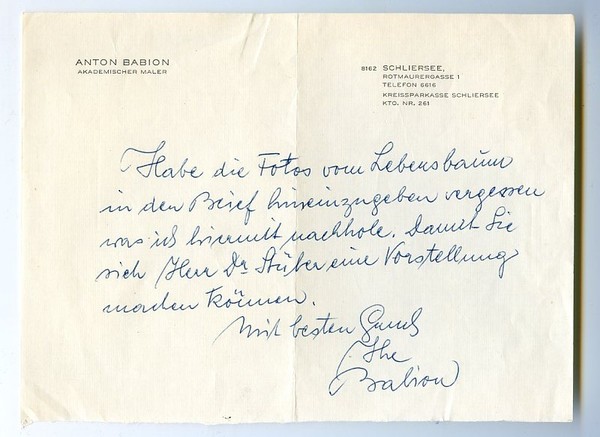 ANTON BABION
AKADEMISCHER MALER
8162 SCHLIERSEE,
ROTMAURERGASSE 1
TELEFON 6616
KREISSPARKASSE SCHLIERSEE
KTO. NR. 261
Habe die Fotos vom Lebensbaum
in den Brief hineinzugeben vergessen
was ich hiermit nachhole. Damit Sie
sich Herr Dr Stüber eine Vorstellung
machen können.
Mit besten Gruß
Ihr
Babion